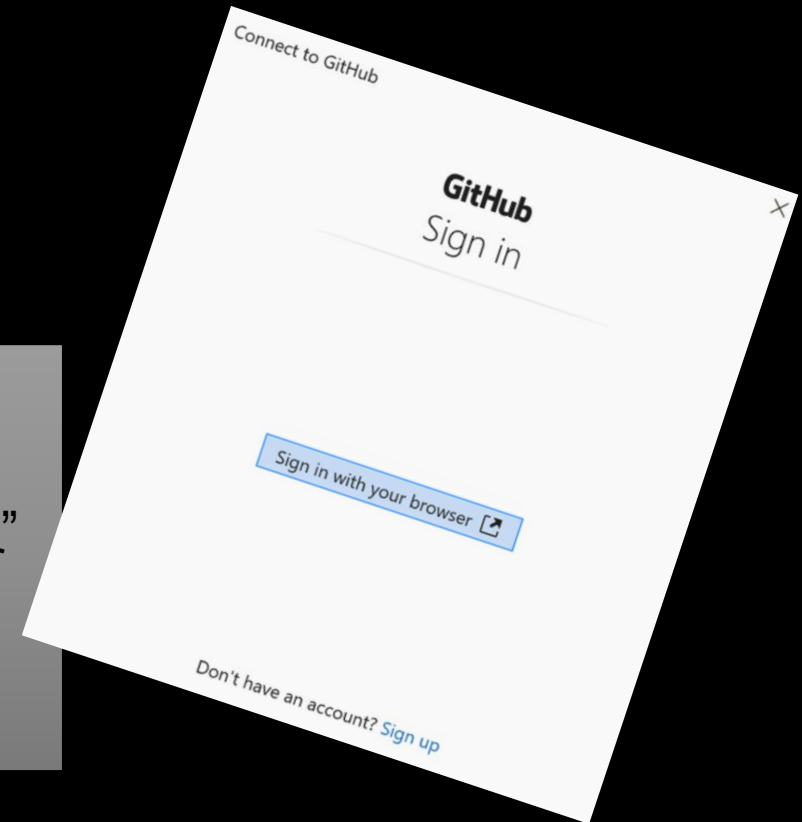 Connect to GitHub
GitHub
Sign in
Sign in with your browser
Don't have an account? Sign up
”